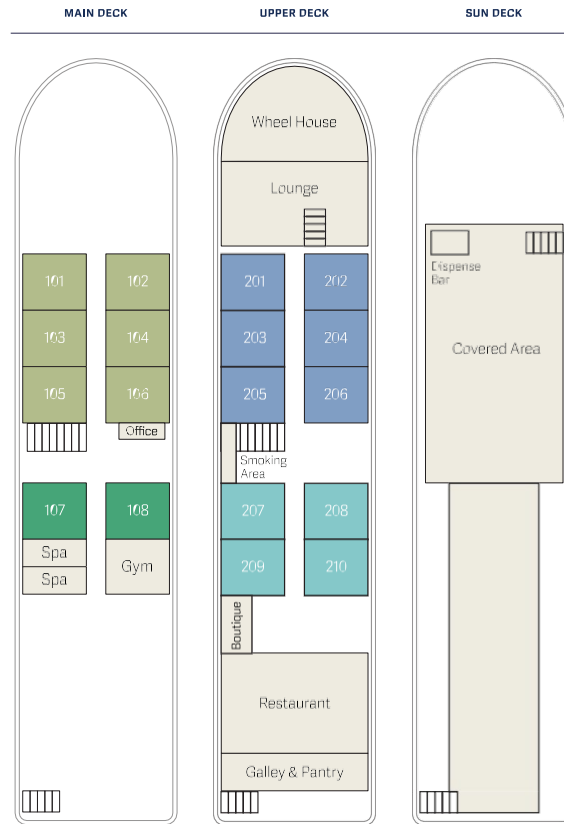 MAIN DECK
UPPER DECK
SUN DECK
101
102
103
104
105
106
Office
107
108
Spa
Spa
Gym
Wheel House
Lounge
201
202
203
204
205
206
Smoking
Area
207
208
209
210
Boutique
Restaurant
Galley & Pantry
Dispense
Bar
Covered Area